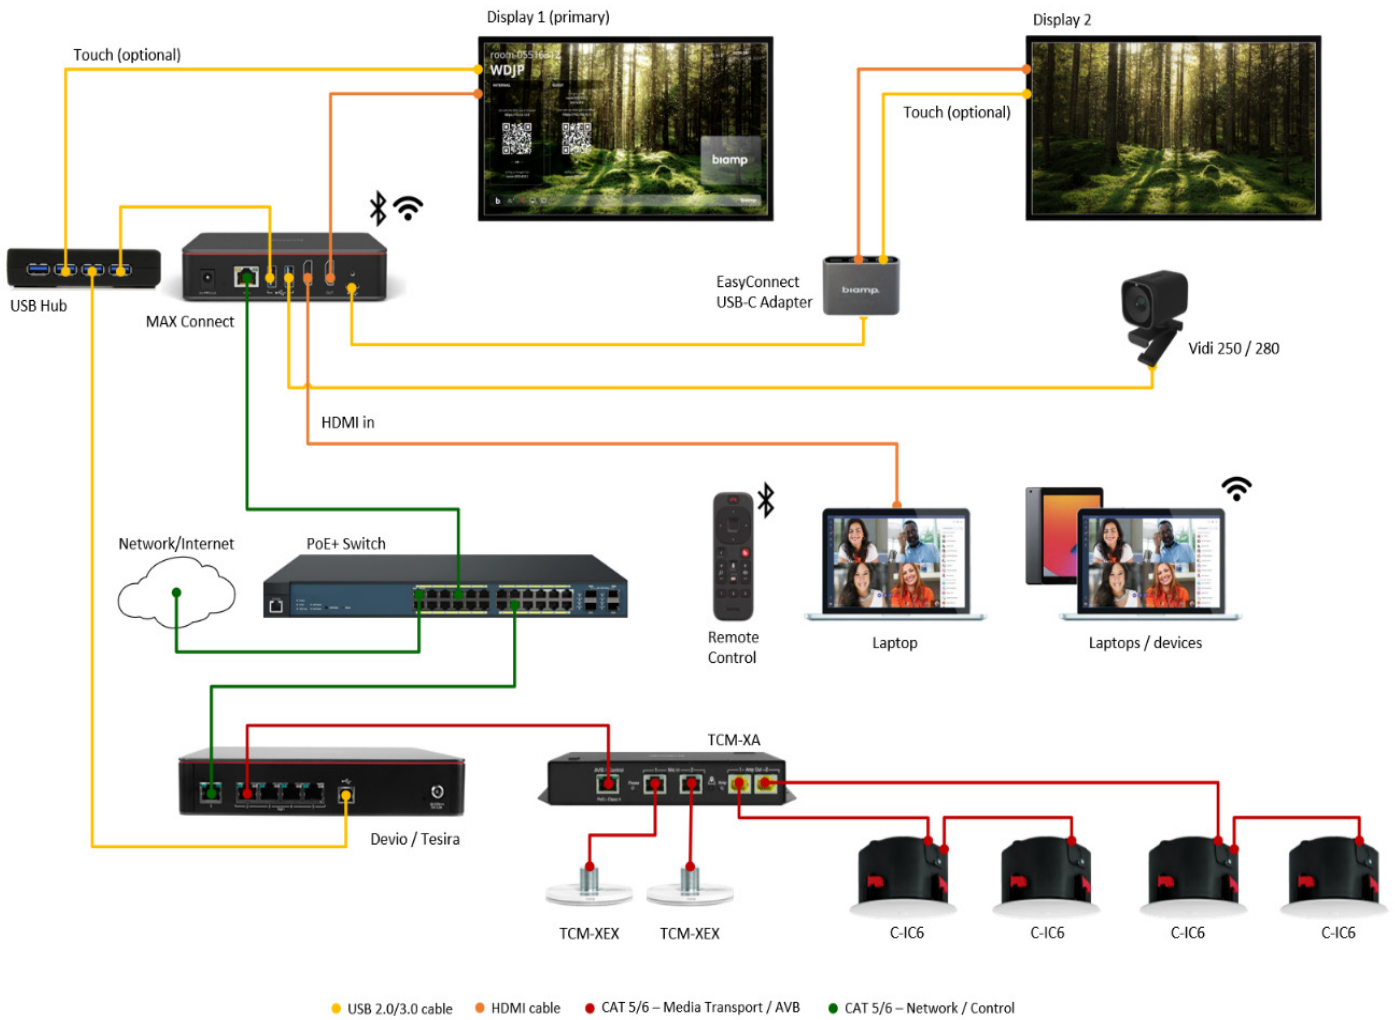 Display 1 (primary)
Display 2
Touch (optional)
room-05516812
WDJP
biamp
b
biamp
Touch (optional)
USB Hub
MAX Connect
EasyConnect
USB-C Adapter
biamp.
Vidi 250 / 280
HDMI in
Network/Internet
PoE+ Switch
Remote
Control
Laptop
Laptops / devices
TCM-XA
Devio / Tesira
TCM-XEX
TCM-XEX
C-IC6
C-IC6
C-IC6
C-IC6
USB 2.0/3.0 cable
HDMI cable
CAT 5/6 – Media Transport / AVB
CAT 5/6 – Network / Control